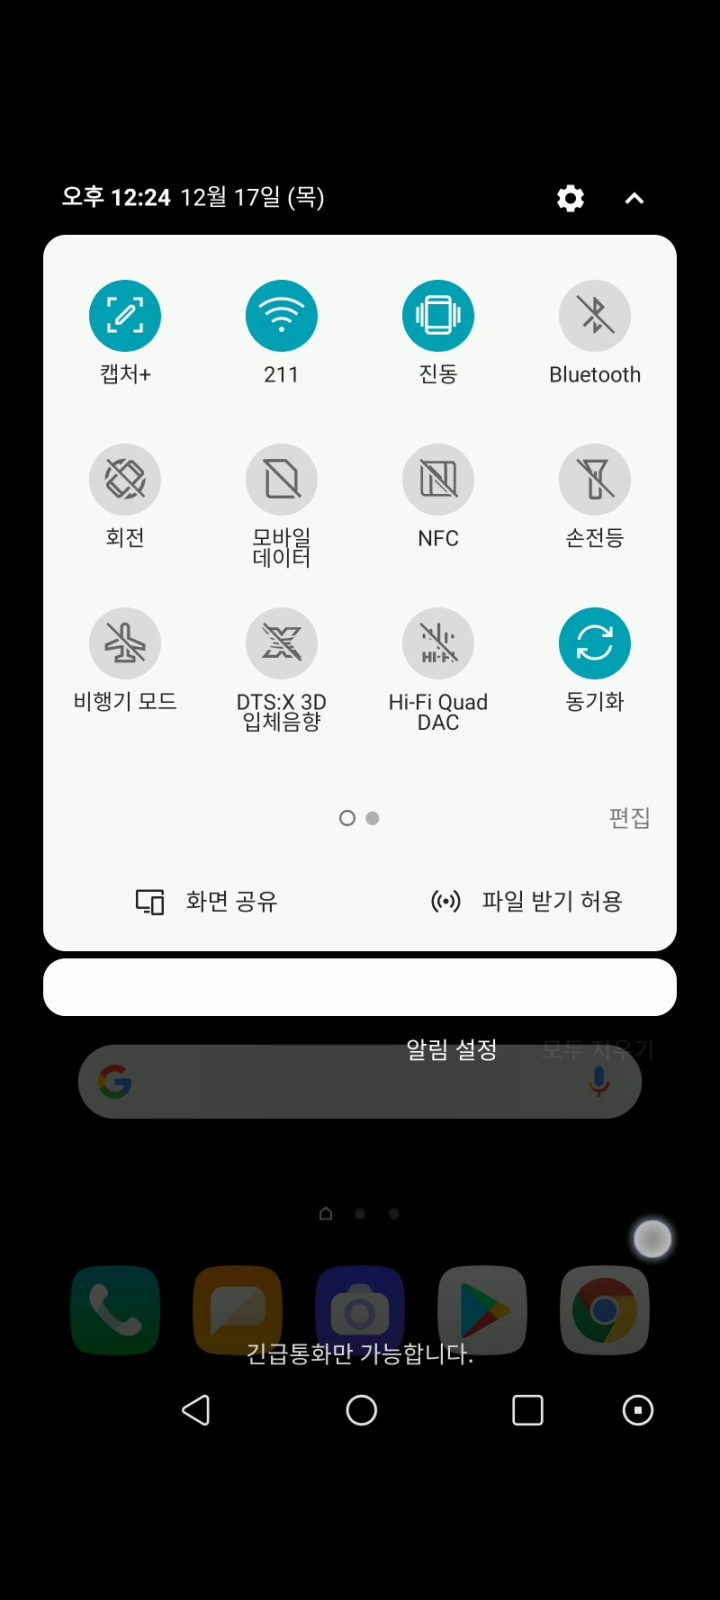 오후 12:24 12월 17일 (목)
캡처+ 211 진동 Bluetooth
회전 모바일 데이터 NFC 손전등
비행기 모드 DTS:X 3D 입체음향 Hi-Fi Quad DAC 동기화
HI-FI
편집
화면 공유 파일 받기 허용
알림 설정 모두 지우기
긴급통화만 가능합니다.